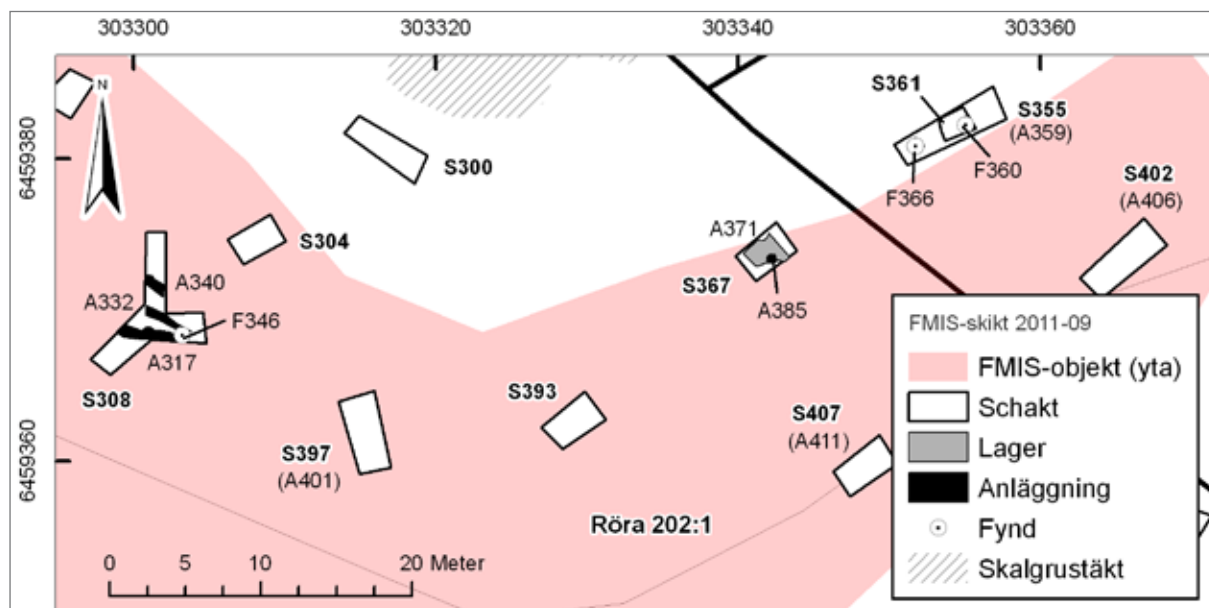 303300
303320
303340
303360
6459380
6459360
N
S300
S361
S355
(A359)
F360
F366
S402
(A406)
S304
A371
S367
A385
A340
A332
F346
A317
S308
S393
S397
(A401)
S407
(A411)
Röra 202:1
0 5 10 20 Meter
FMIS-skikt 2011-09
FMIS-objekt (yta)
Schakt
Lager
Anläggning
Fynd
Skalgrustäkt